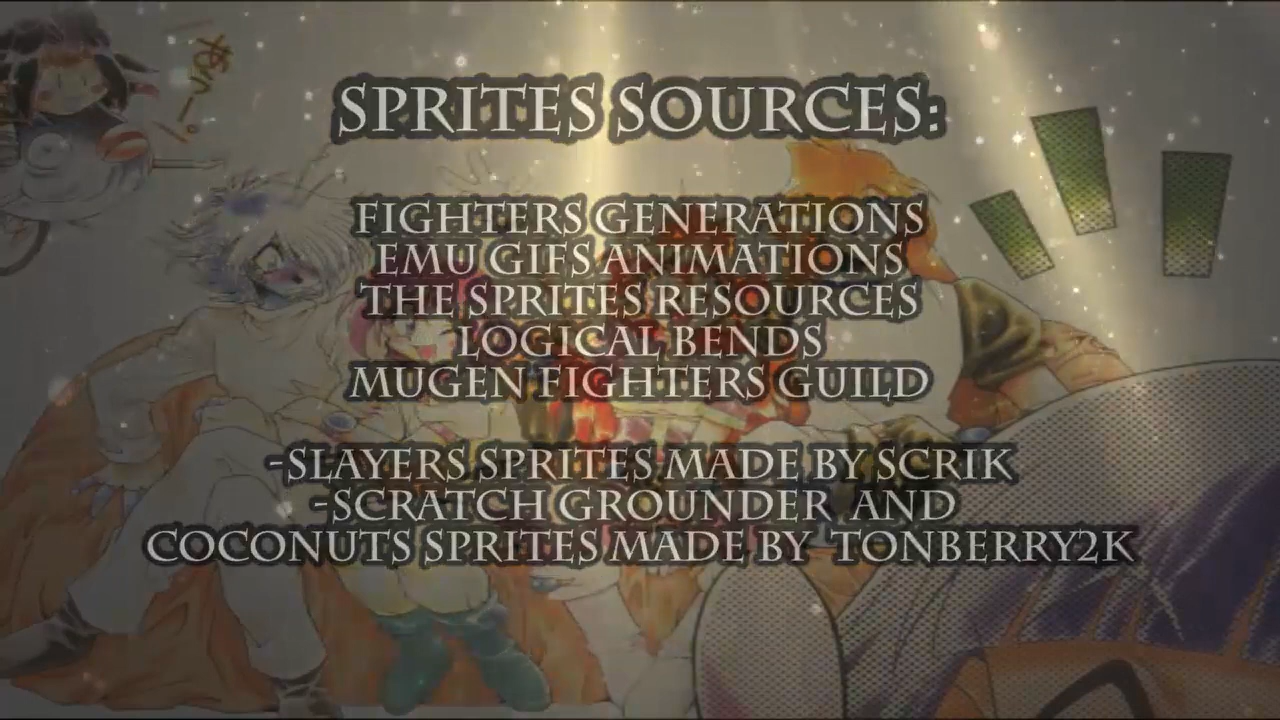 SPRITES SOURCES:
FIGHTERS GENERATIONS
EMU GIFS ANIMATIONS
THE SPRITES RESOURCES
LOGICAL BENDS
MUGEN FIGHTERS GUILD
-SLAYERS SPRITES MADE BY SCRIK
-SCRATCH GROUNDER AND
COCONUTS SPRITES MADE BY TONBERRY2K